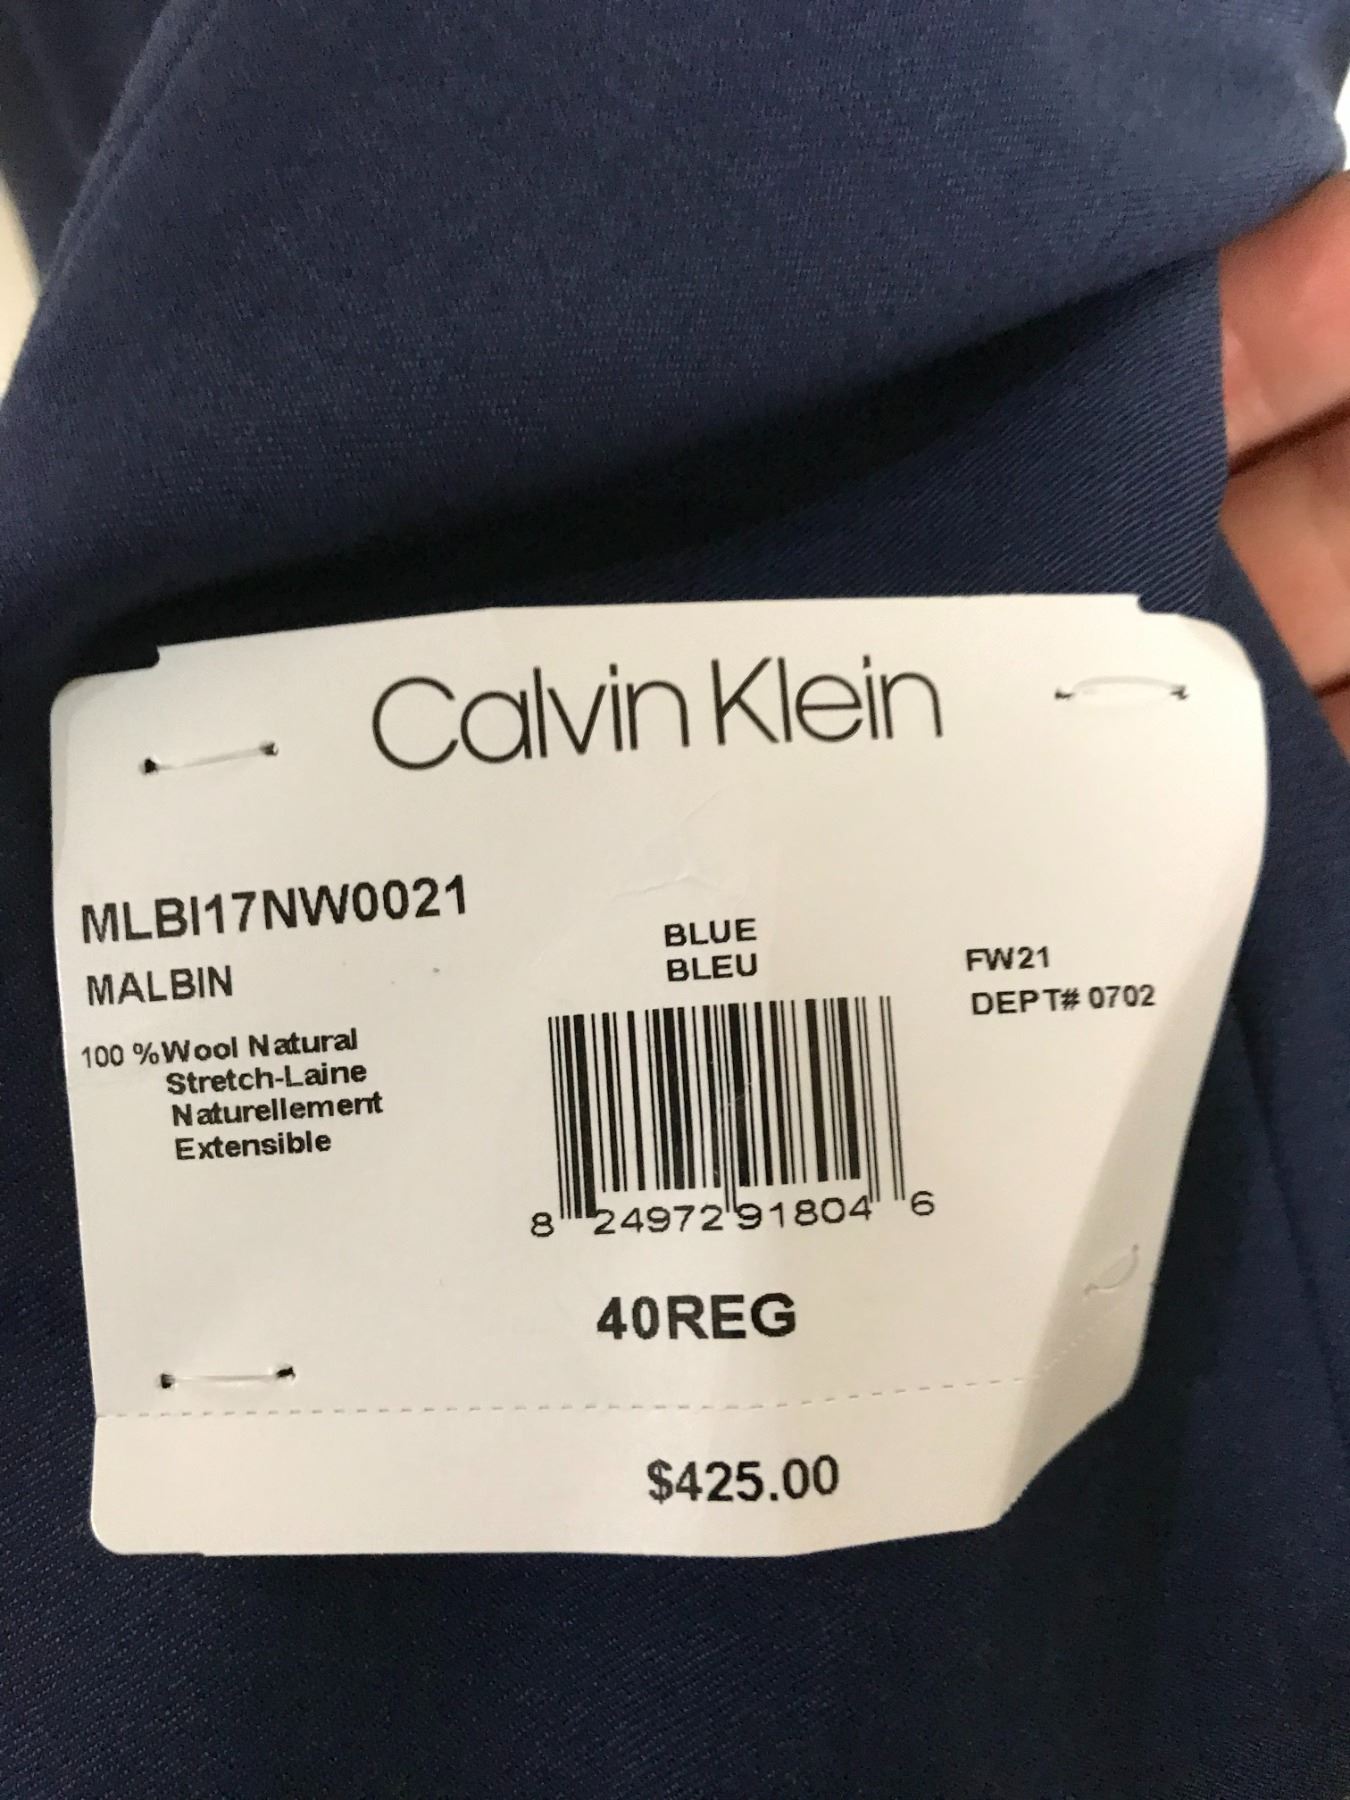 Calvin Klein
MLBI17NW0021
MALBIN
100 %Wool Natural
Stretch-Laine
Naturellement
Extensible
BLUE
BLEU
FW21
DEPT# 0702
8 24972 91804 6
40REG
$425.00